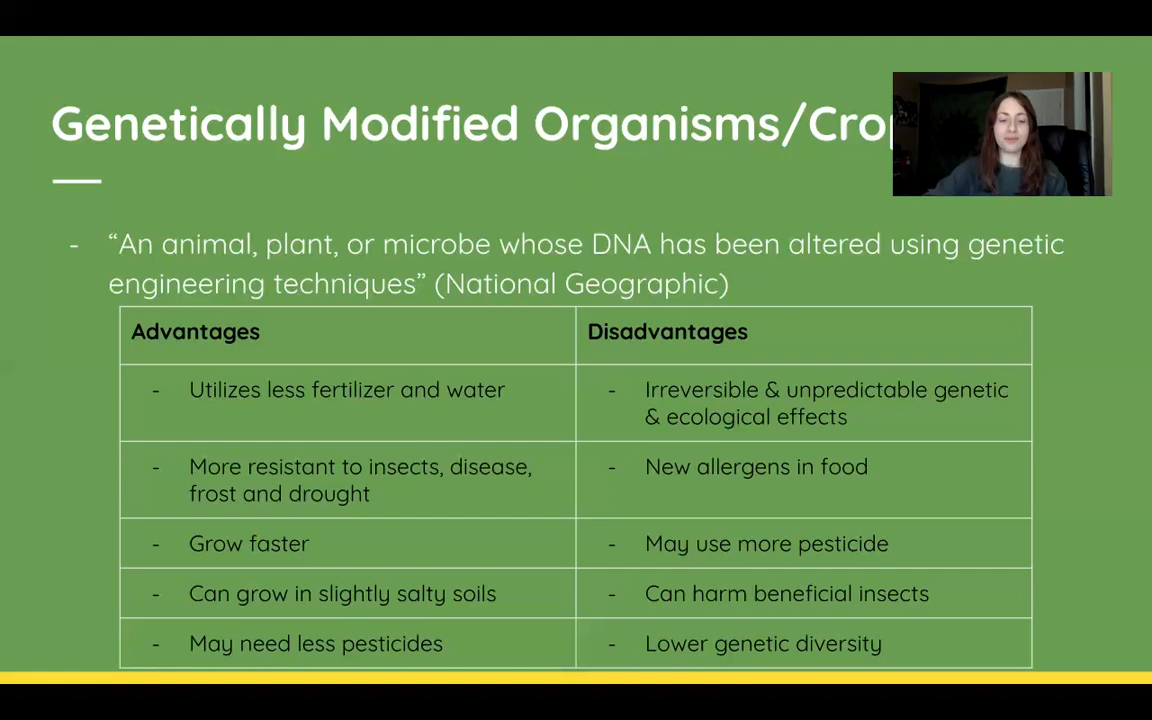 Genetically Modified Organisms/Cro
- “An animal, plant, or microbe whose DNA has been altered using genetic
engineering techniques” (National Geographic)
Advantages
Disadvantages
- Utilizes less fertilizer and water
- Irreversible & unpredictable genetic
& ecological effects
- More resistant to insects, disease,
frost and drought
- New allergens in food
- Grow faster
- May use more pesticide
- Can grow in slightly salty soils
- Can harm beneficial insects
- May need less pesticides
- Lower genetic diversity